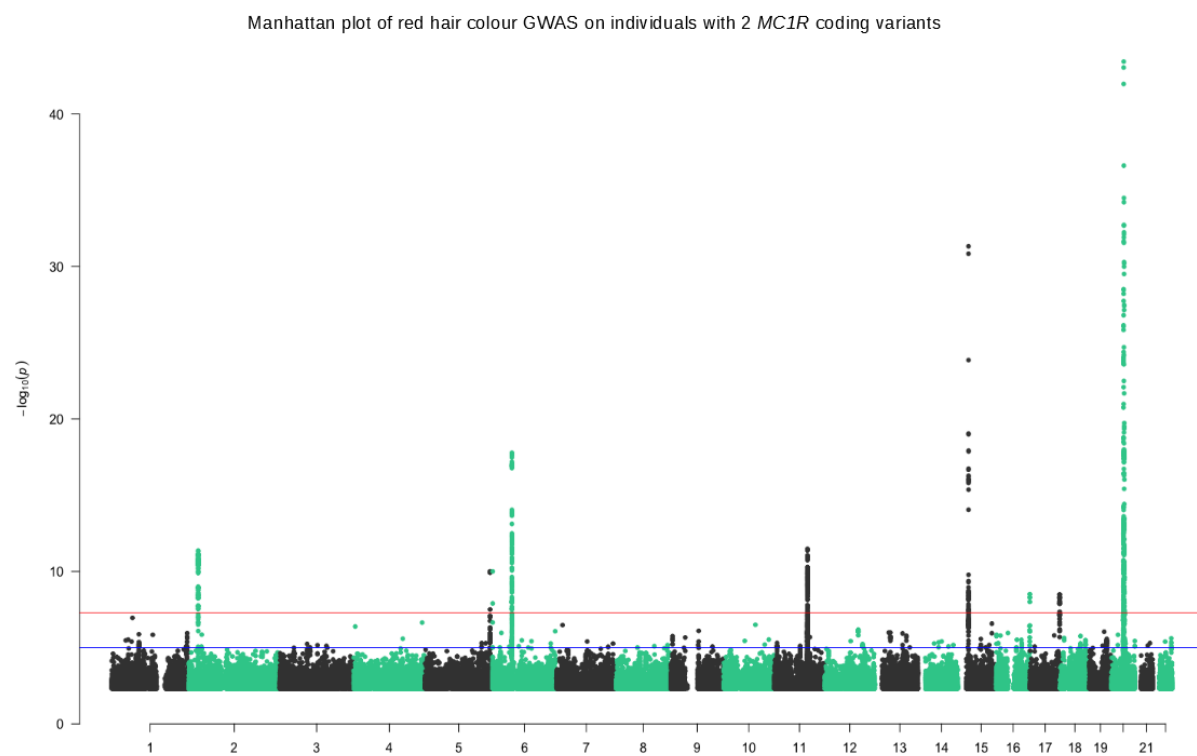 Manhattan plot of red hair colour GWAS on individuals with 2 MC1R coding variants
40
30
20
10
0
−log10(p)
1 2 3 4 5 6 7 8 9 10 11 12 13 14 15 16 17 18 19 21